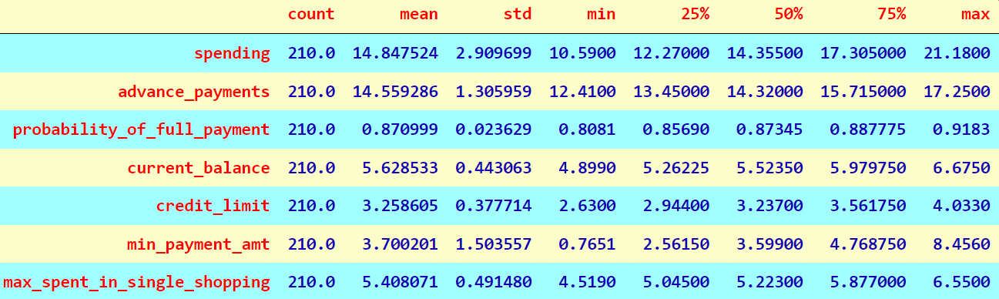 count mean std min 25% 50% 75% max
spending 210.0 14.847524 2.909699 10.5900 12.27000 14.35500 17.305000 21.1800
advance_payments 210.0 14.559286 1.305959 12.4100 13.45000 14.32000 15.715000 17.2500
probability_of_full_payment 210.0 0.870999 0.023629 0.8081 0.85690 0.87345 0.887775 0.9183
current_balance 210.0 5.628533 0.443063 4.8990 5.26225 5.52350 5.979750 6.6750
credit_limit 210.0 3.258605 0.377714 2.6300 2.94400 3.23700 3.561750 4.0330
min_payment_amt 210.0 3.700201 1.503557 0.7651 2.56150 3.59900 4.768750 8.4560
max_spent_in_single_shopping 210.0 5.408071 0.491480 4.5190 5.04500 5.22300 5.877000 6.5500